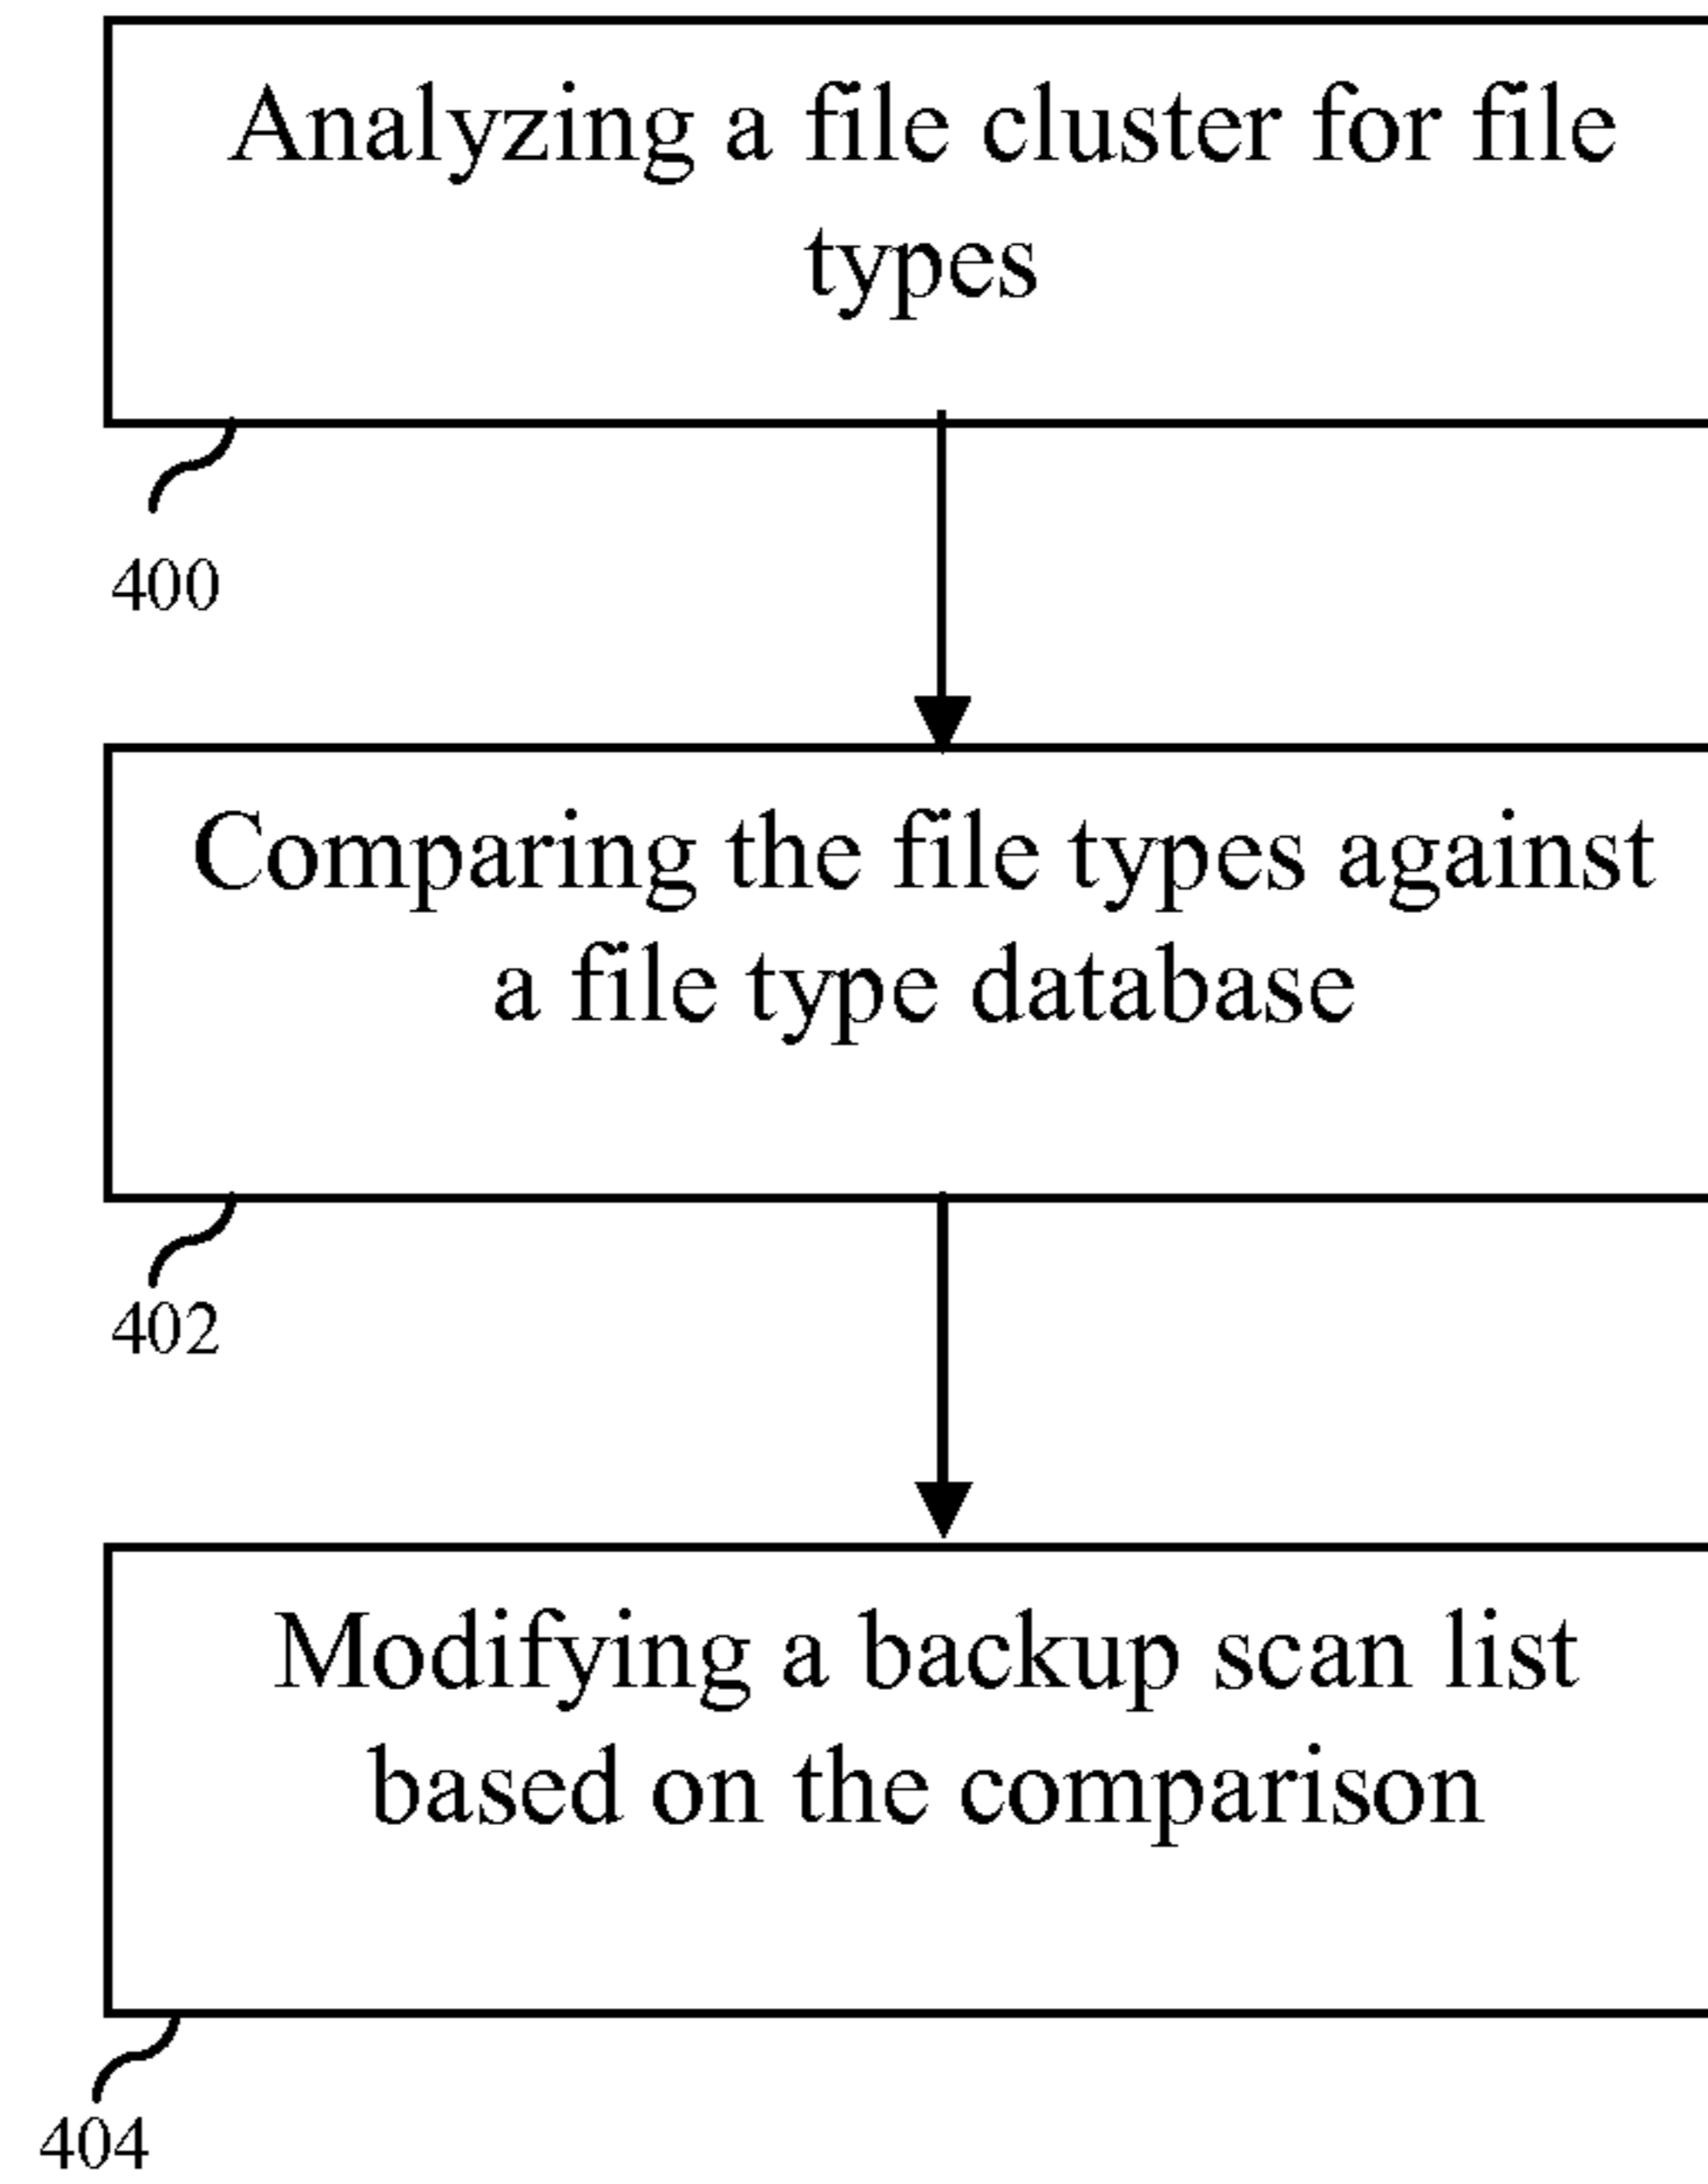 Analyzing a file cluster for file
types
400
Comparing the file types against
a file type database
402
Modifying a backup scan list
based on the comparison
404